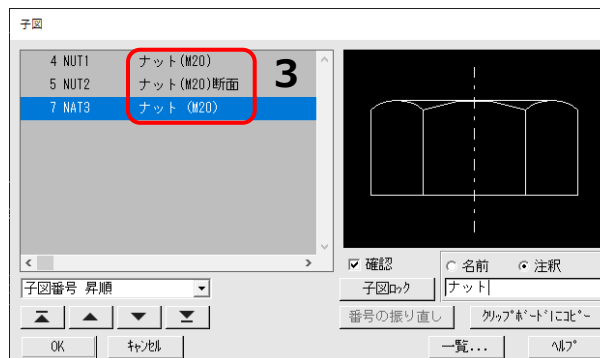 子図
4 NUT1 ナット(M20)
5 NUT2 ナット(M20)断面
7 NAT3 ナット (M20)
3
確認
名前 注釈
子図番号 昇順
子図ﾛｯｸ
ナット
番号の振り直し
ｸﾘｯﾌﾟﾎﾞｰﾄﾞにｺﾋﾟｰ
OK
ｷｬﾝｾﾙ
一覧...
ﾍﾙﾌﾟ